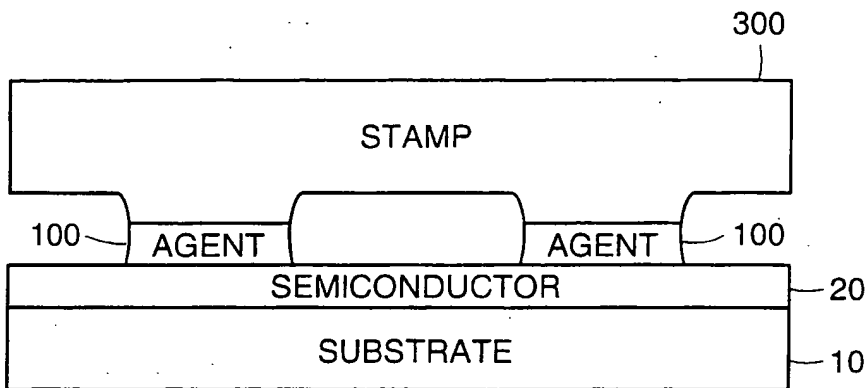 300
STAMP
100 AGENT AGENT 100
SEMICONDUCTOR 20
SUBSTRATE 10